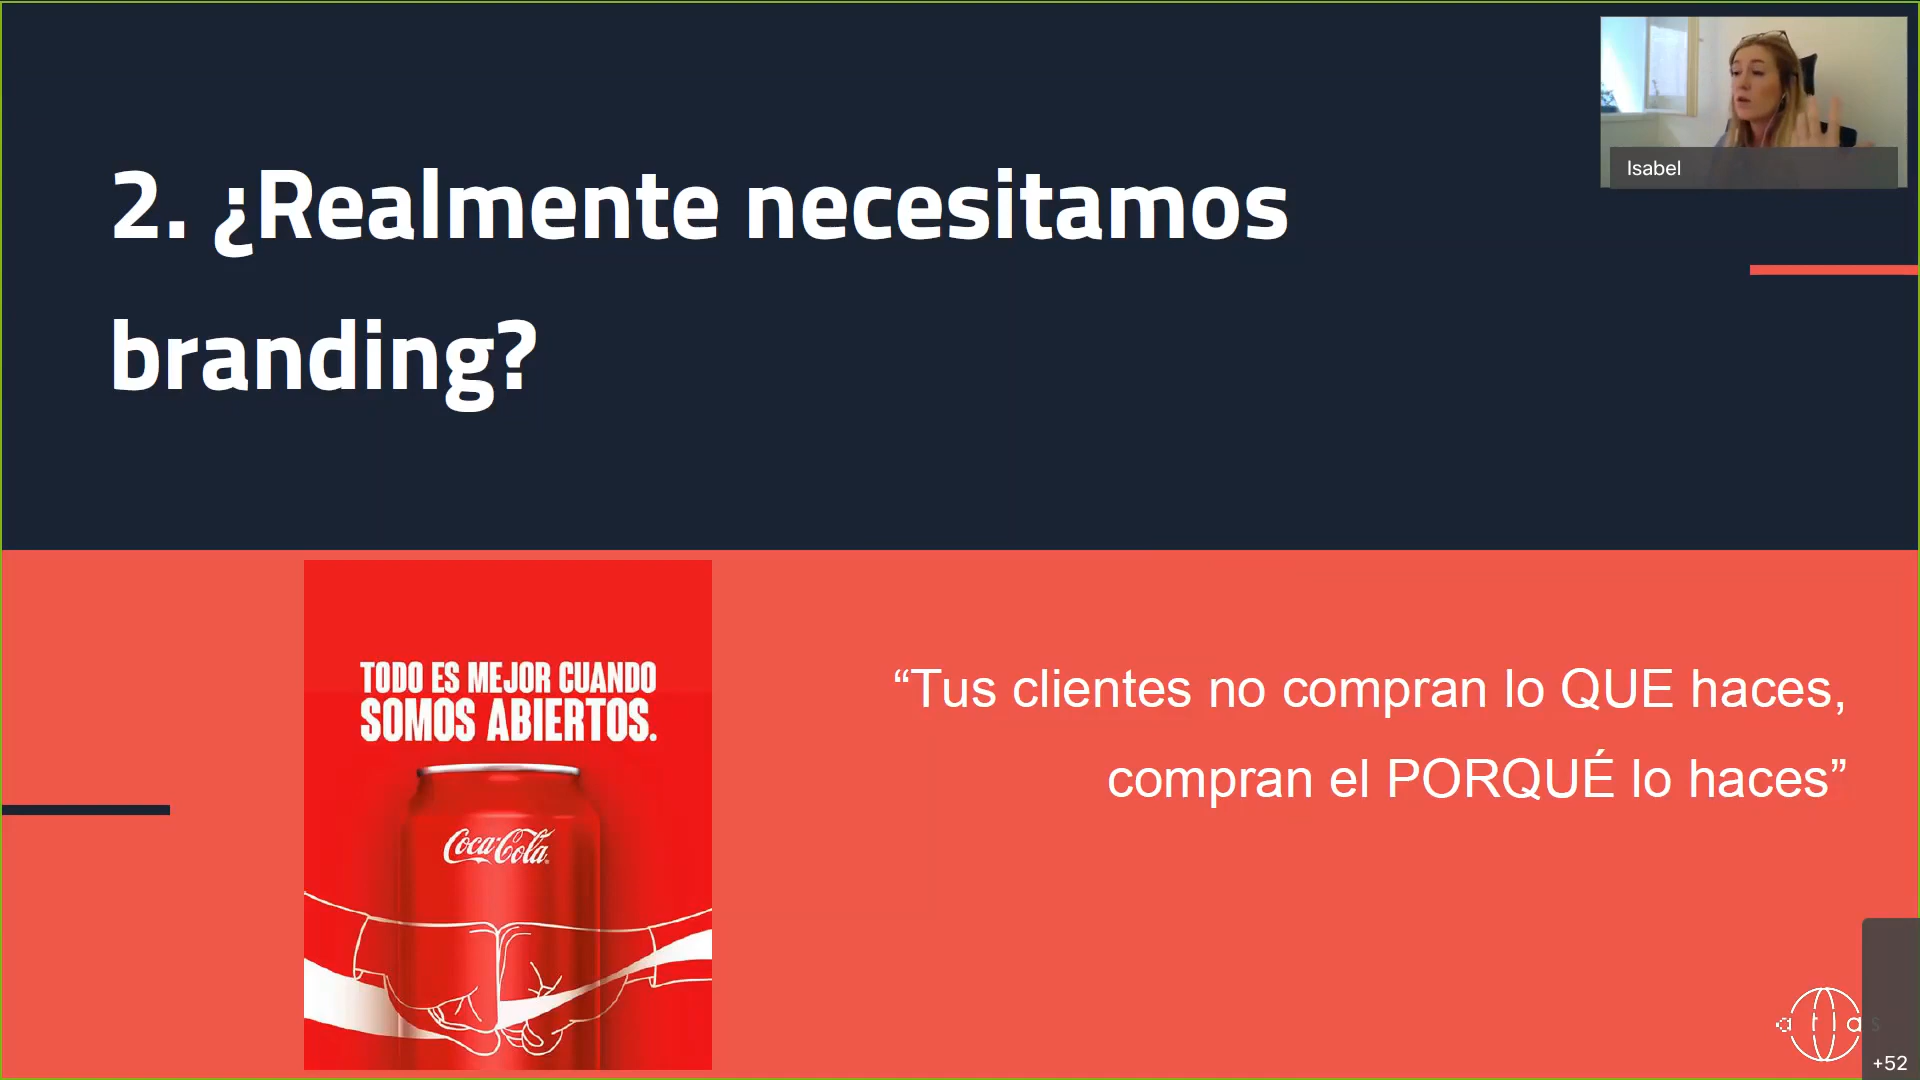 Isabel
2. ¿Realmente necesitamos
branding?
TODO ES MEJOR CUANDO
SOMOS ABIERTOS.
Coca-Cola
“Tus clientes no compran lo QUE haces,
compran el PORQUÉ lo haces”
atlas
+52